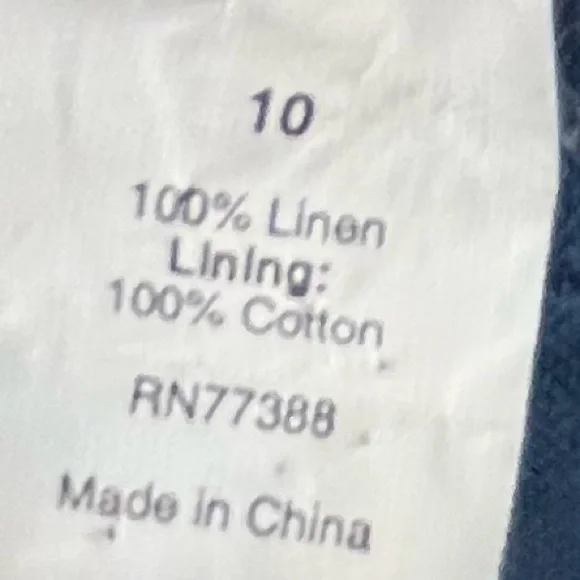 10
100% Linen
Lining:
100% Cotton
RN77388
Made in China